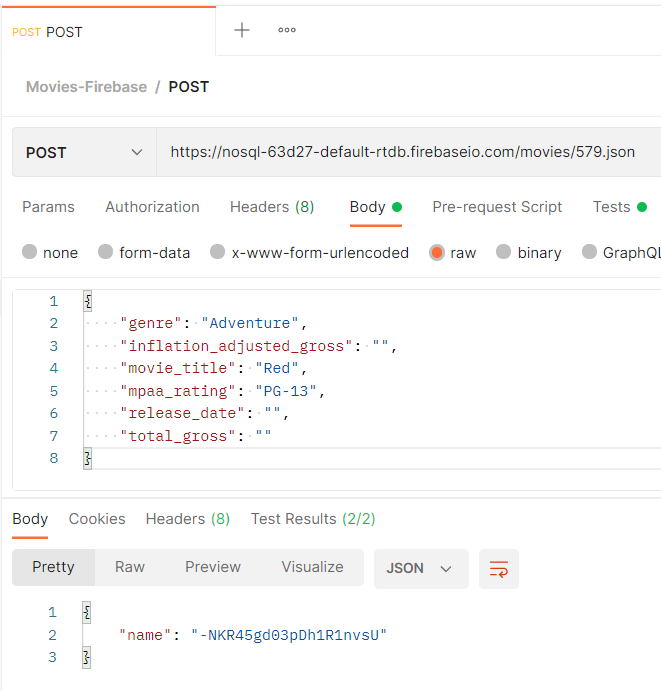 POST POST
Movies-Firebase / POST
POST https://nosql-63d27-default-rtdb.firebaseio.com/movies/579.json
Params Authorization Headers (8) Body Pre-request Script Tests
none form-data x-www-form-urlencoded raw binary GraphQL
1 {
2 "genre": "Adventure",
3 "inflation_adjusted_gross": "",
4 "movie_title": "Red",
5 "mpaa_rating": "PG-13",
6 "release_date": "",
7 "total_gross": ""
8 }
Body Cookies Headers (8) Test Results (2/2)
Pretty Raw Preview Visualize JSON
1 {
2 "name": "-NKR45gd03pDh1R1nvsU"
3 }